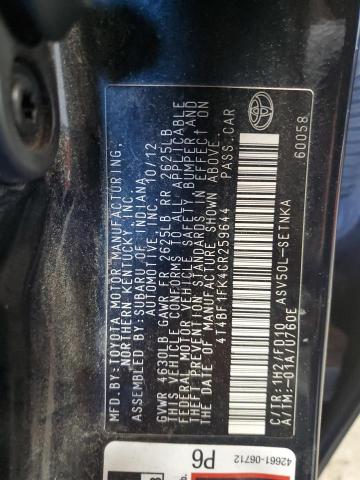 MFD.BY:TOYOTA MOTOR MANUFACTURING,
NORTHERN KENTUCKY, INC.
ASSEMBLED BY:SUBARU OF INDIANA
AUTOMOTIVE, INC. 10/12
GVWR 4630LB GAWR FR 2625LB RR 2625LB
THIS VEHICLE CONFORMS TO ALL APPLICABLE
FEDERAL MOTOR VEHICLE SAFETY, BUMPER AND
THEFT PREVENTION STANDARDS IN EFFECT ON
THE DATE OF MANUFACTURE SHOWN ABOVE.
4T4BF1FK4CR259644 PASS.CAR
C/TR:1H2/FD10 ASV50L-SETNKA
A/TM:-01A/U760E
60058
42661-06712
P6